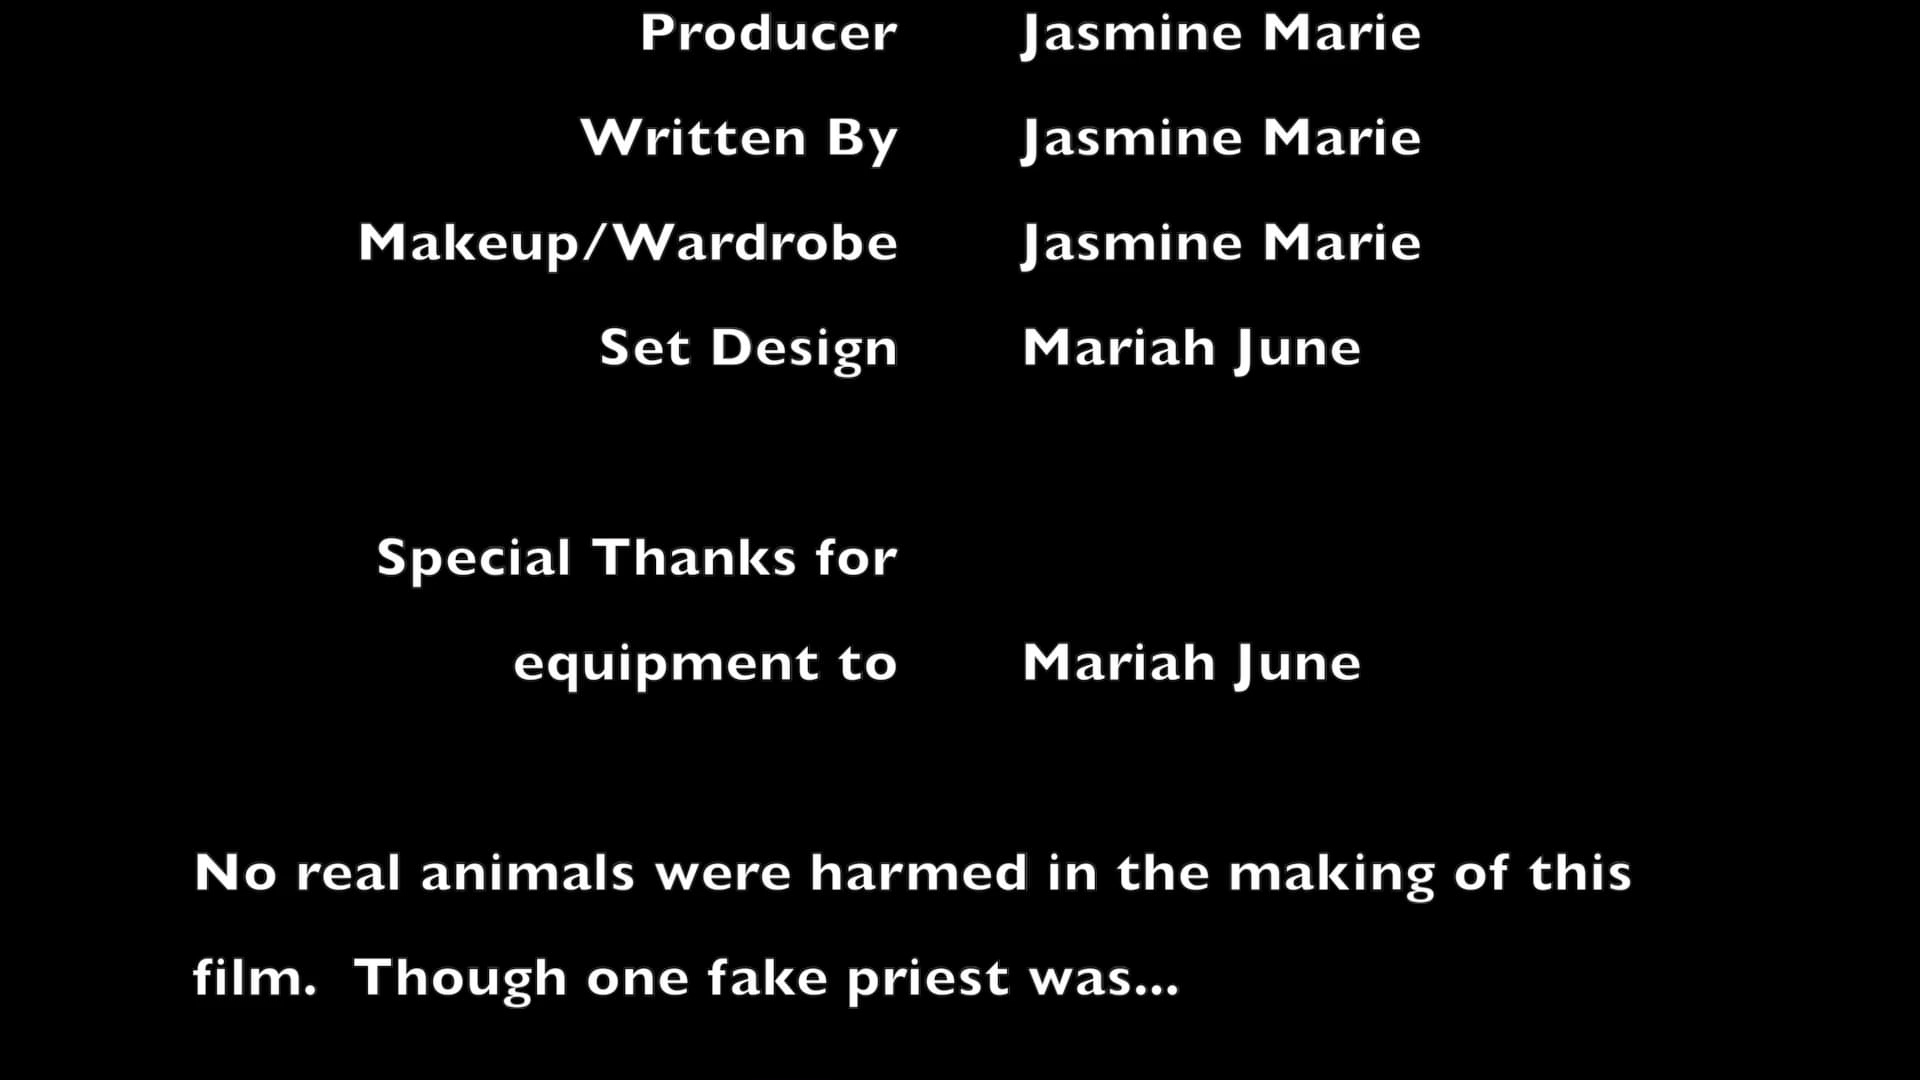 Producer Jasmine Marie
Written By Jasmine Marie
Makeup/Wardrobe Jasmine Marie
Set Design Mariah June
Special Thanks for
equipment to Mariah June
No real animals were harmed in the making of this
film. Though one fake priest was...